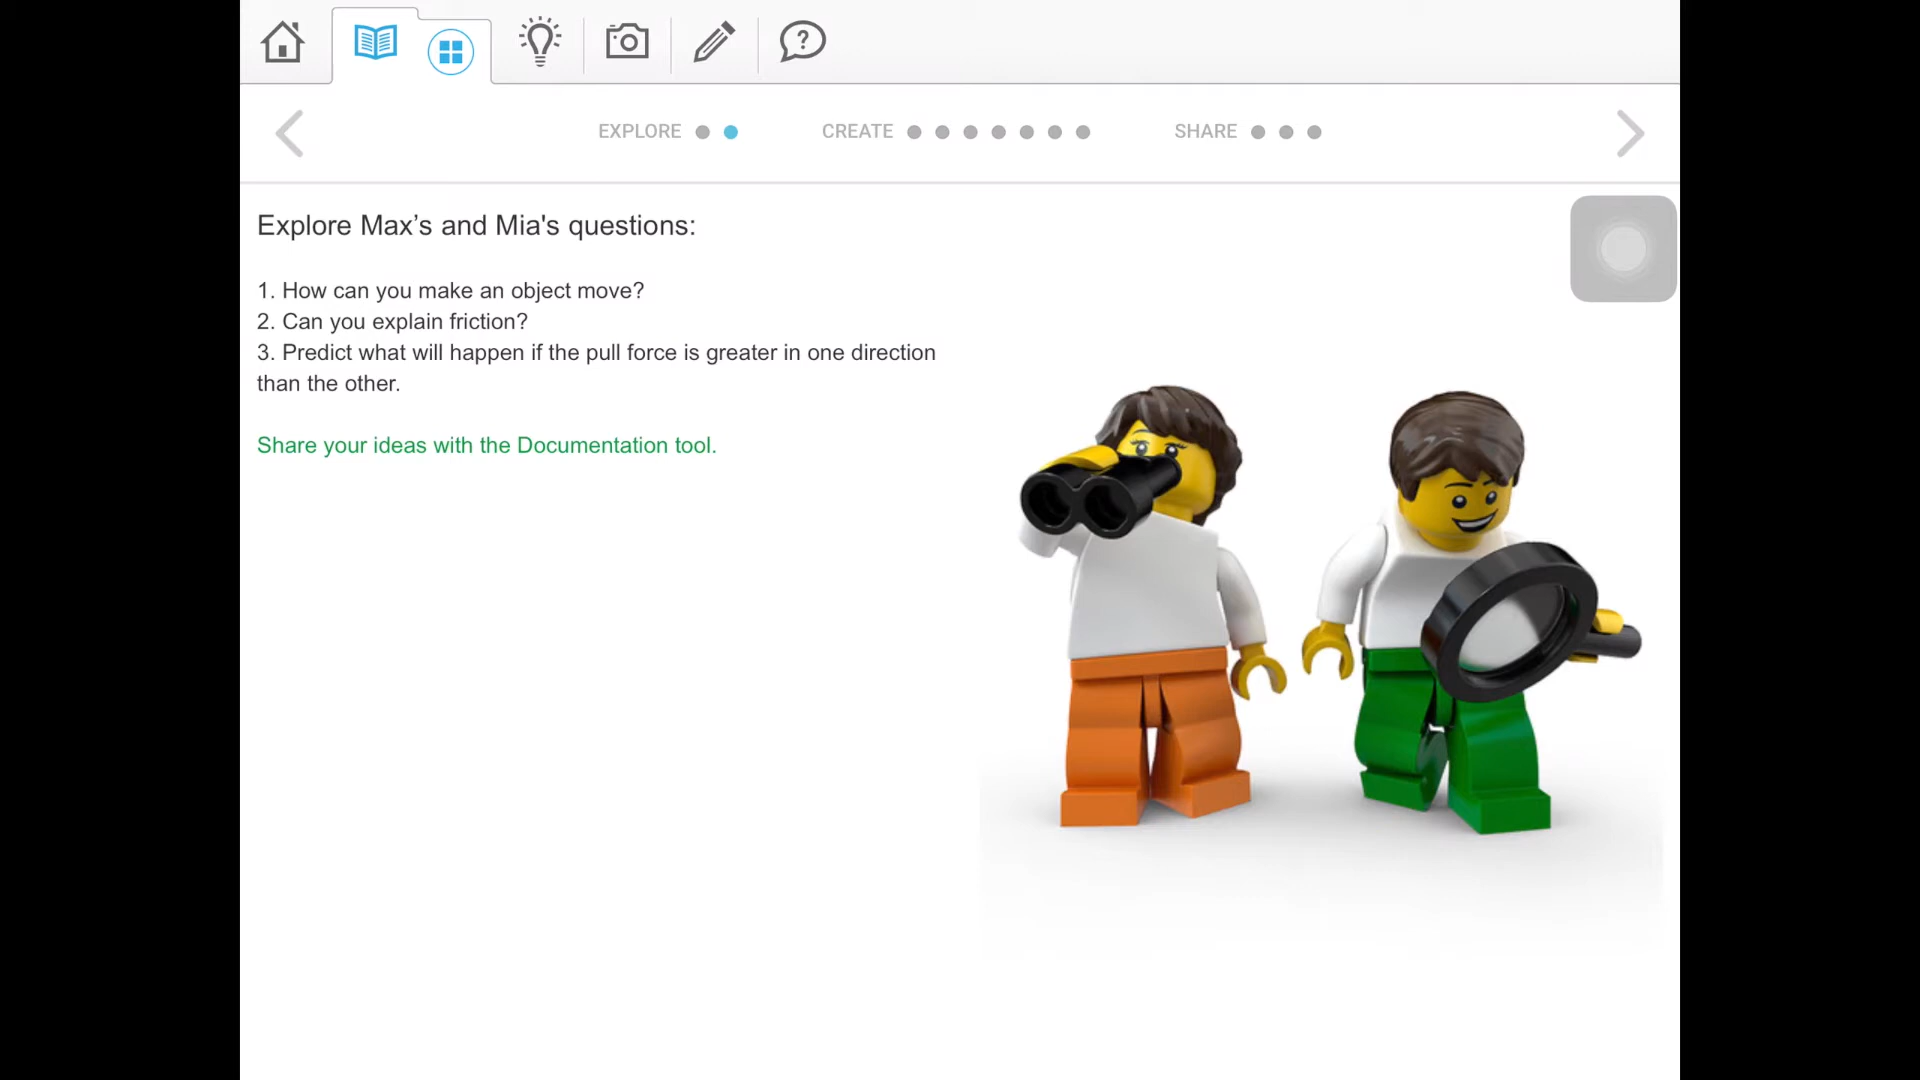 EXPLORE CREATE SHARE
Explore Max’s and Mia's questions:
1. How can you make an object move?
2. Can you explain friction?
3. Predict what will happen if the pull force is greater in one direction
than the other.
Share your ideas with the Documentation tool.